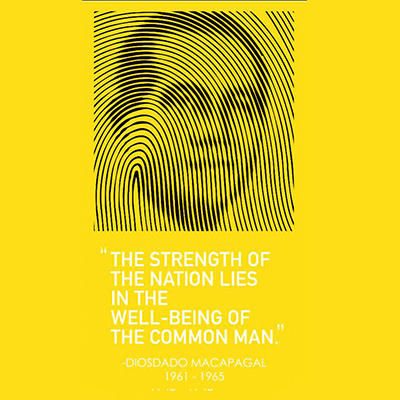 “THE STRENGTH OF
THE NATION LIES
IN THE
WELL-BEING OF
THE COMMON MAN.”
-DIOSDADO MACAPAGAL
1961 - 1965